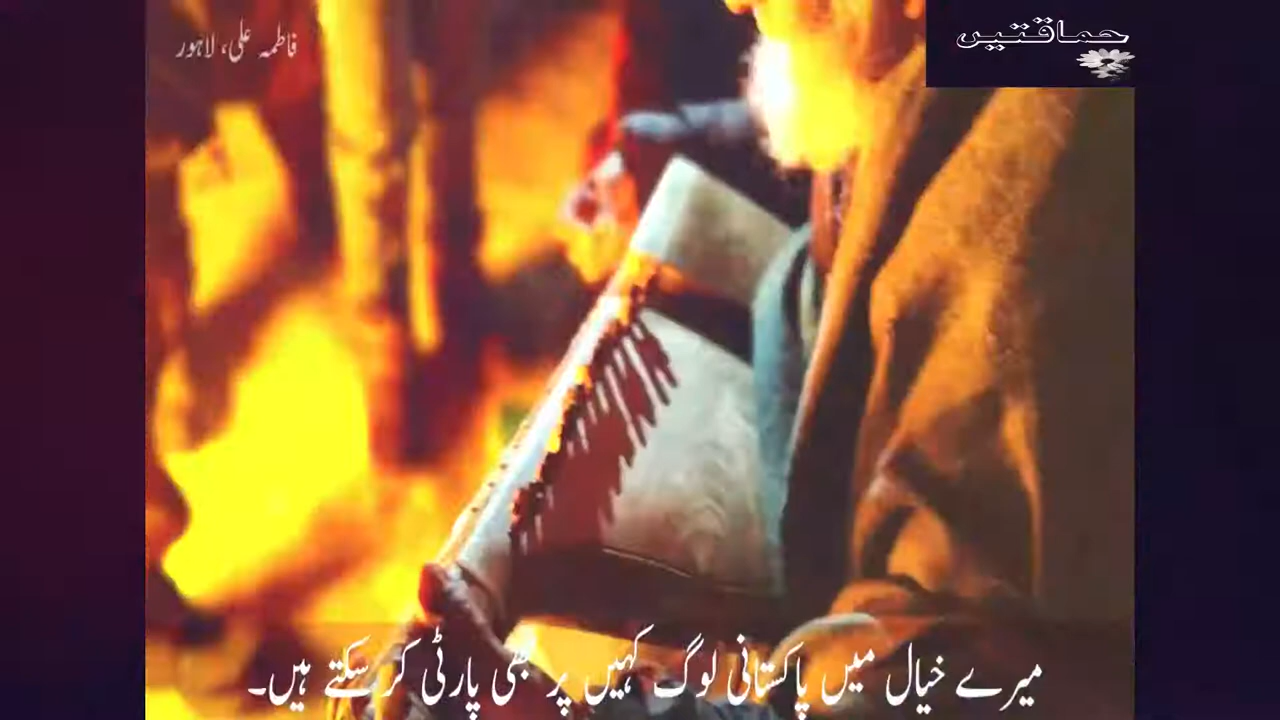 فاطمہ علی، لاہور
حماقتیں
میرے خیال میں پاکستانی لوگ کہیں پر بھی پارٹی کر سکتے ہیں۔